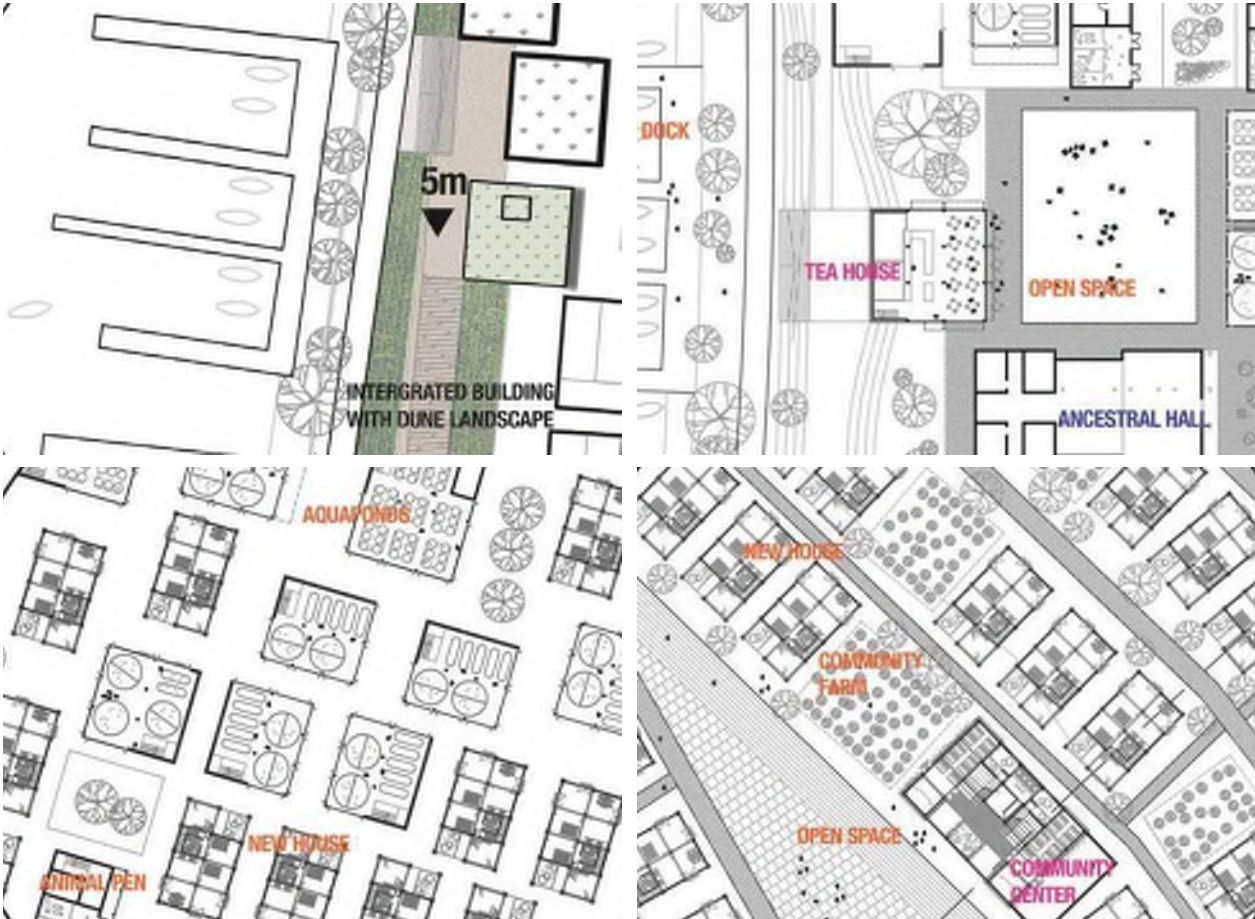 5m
INTERGRATED BUILDING
WITH DUNE LANDSCAPE
DOCK
TEA HOUSE
OPEN SPACE
ANCESTRAL HALL
AQUAPONDS
NEW HOUSE
ANIMAL PEN
NEW HOUSE
COMMUNITY
FARM
OPEN SPACE
COMMUNITY
CENTER